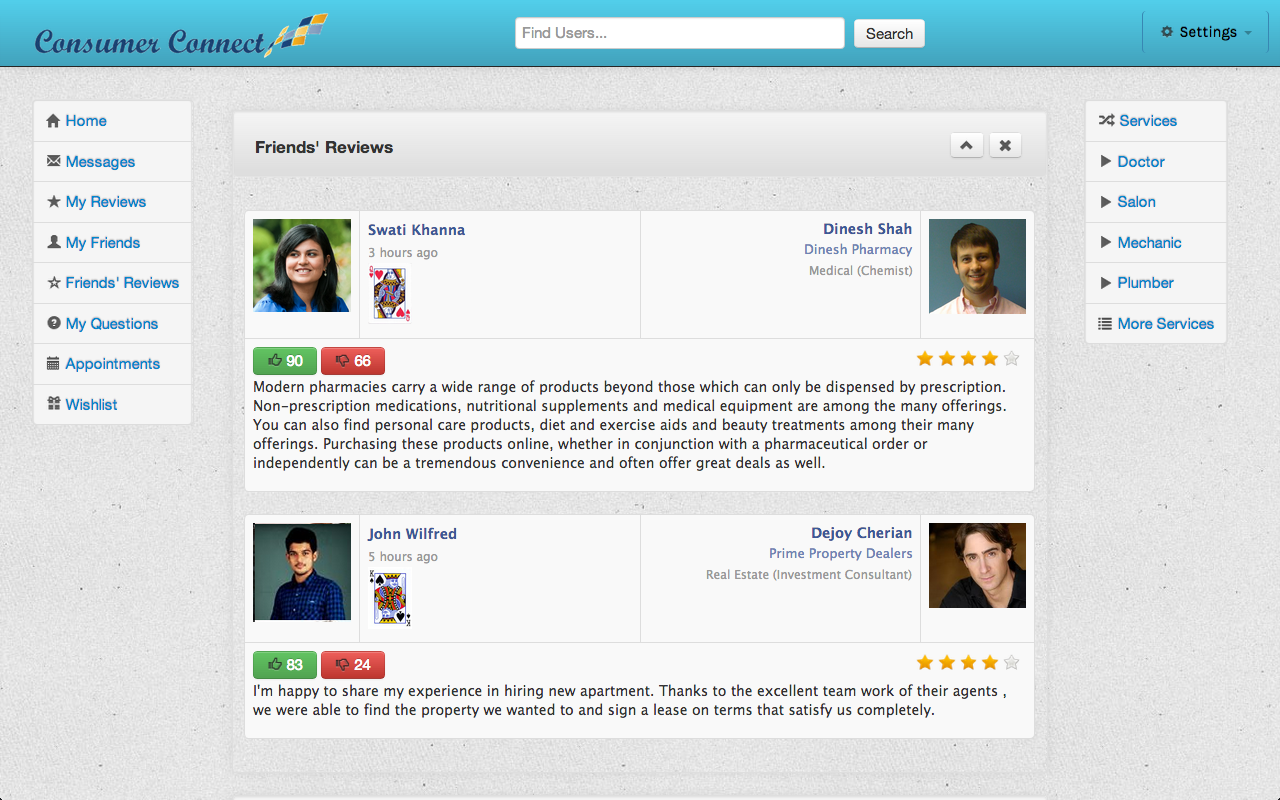 Consumer Connect
Find Users...
Search
Settings
Home
Messages
My Reviews
My Friends
Friends' Reviews
My Questions
Appointments
Wishlist
Friends' Reviews
Swati Khanna
3 hours ago
Q
Q
Dinesh Shah
Dinesh Pharmacy
Medical (Chemist)
90
66
Modern pharmacies carry a wide range of products beyond those which can only be dispensed by prescription.
Non-prescription medications, nutritional supplements and medical equipment are among the many offerings.
You can also find personal care products, diet and exercise aids and beauty treatments among their many
offerings. Purchasing these products online, whether in conjunction with a pharmaceutical order or
independently can be a tremendous convenience and often offer great deals as well.
John Wilfred
5 hours ago
K
K
Dejoy Cherian
Prime Property Dealers
Real Estate (Investment Consultant)
83
24
I'm happy to share my experience in hiring new apartment. Thanks to the excellent team work of their agents ,
we were able to find the property we wanted to and sign a lease on terms that satisfy us completely.
Services
Doctor
Salon
Mechanic
Plumber
More Services